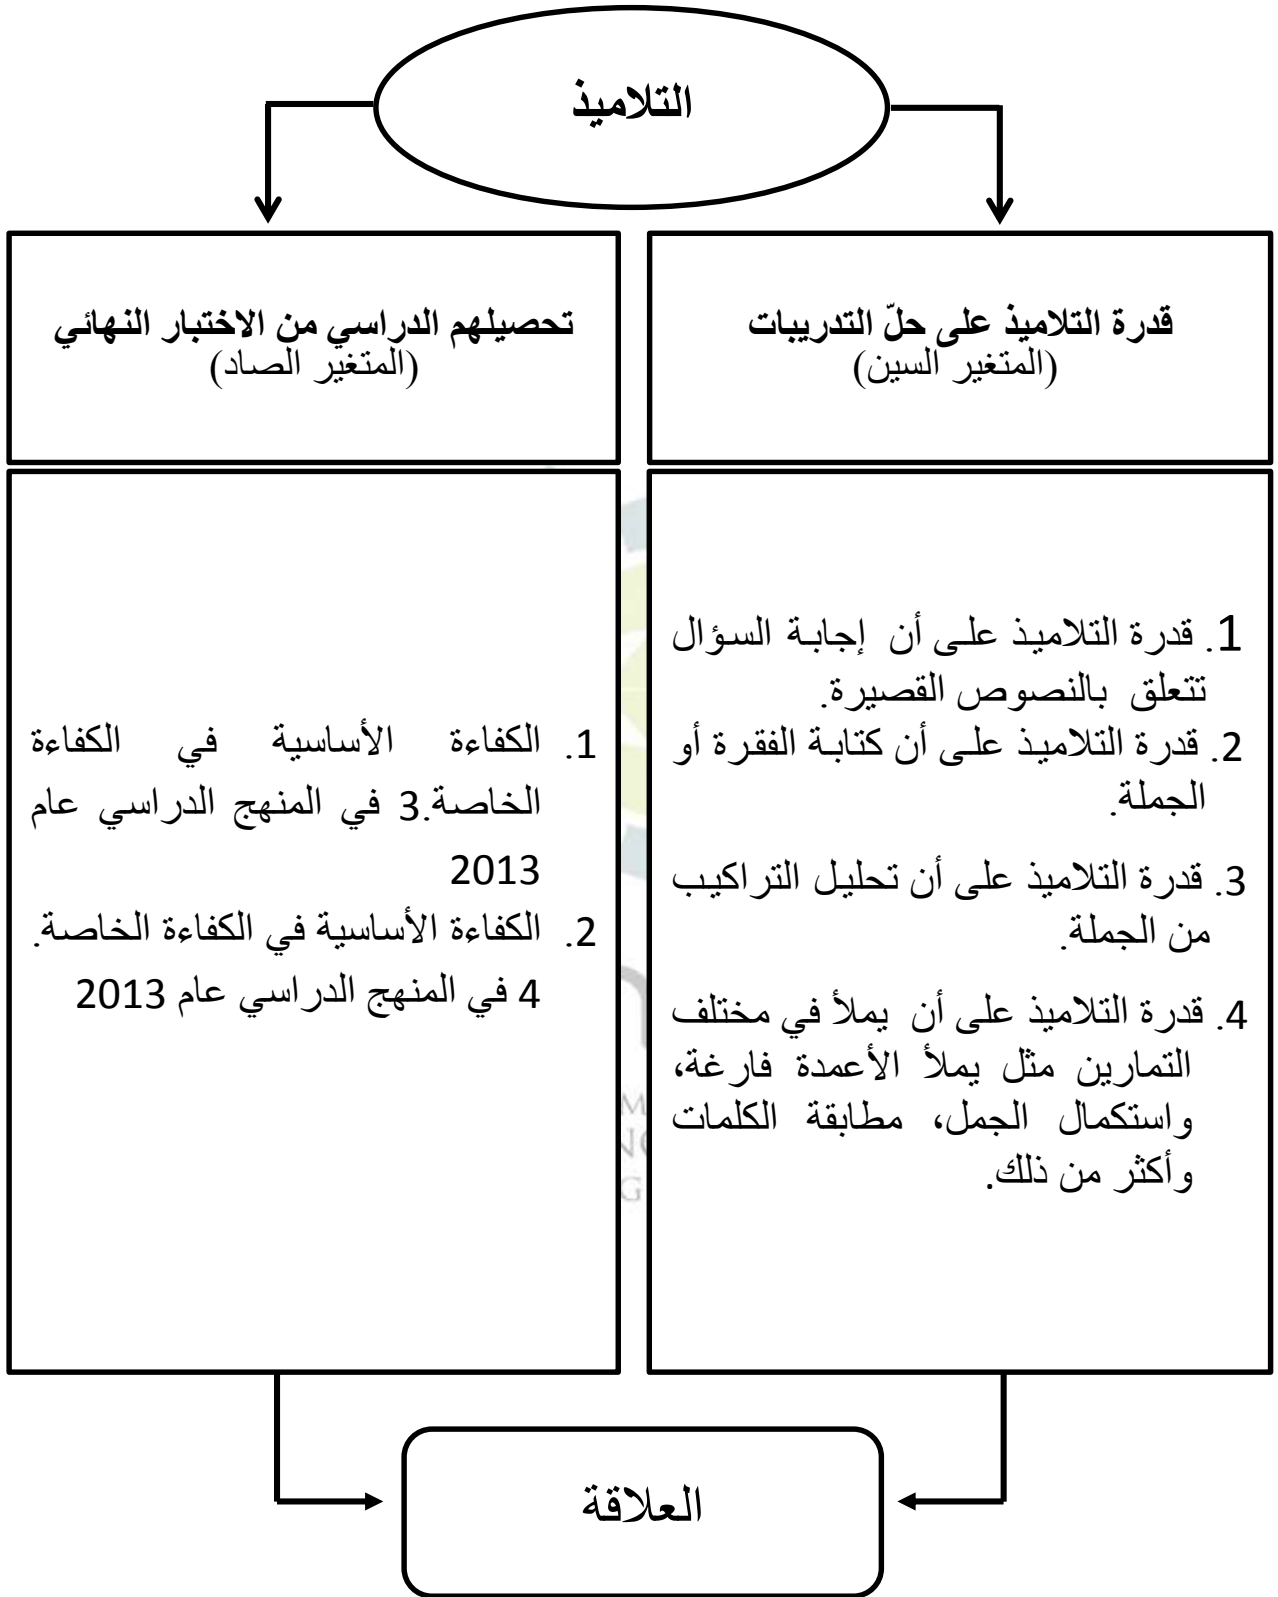 التلاميذ
قدرة التلاميذ على حلّ التدريبات
(المتغير السين)
تحصيلهم الدراسي من الاختبار النهائي
(المتغير الصاد)
1. قدرة التلاميذ على أن إجابة السؤال
تتعلق بالنصوص القصيرة.
2. قدرة التلاميذ على أن كتابة الفقرة أو
الجملة.
3. قدرة التلاميذ على أن تحليل التراكيب
من الجملة.
4. قدرة التلاميذ على أن يملأ في مختلف
التمارين مثل يملأ الأعمدة فارغة،
واستكمال الجمل، مطابقة الكلمات
وأكثر من ذلك.
1. الكفاءة الأساسية في الكفاءة
الخاصة.3 في المنهج الدراسي عام
2013
2. الكفاءة الأساسية في الكفاءة الخاصة.
4 في المنهج الدراسي عام 2013
العلاقة